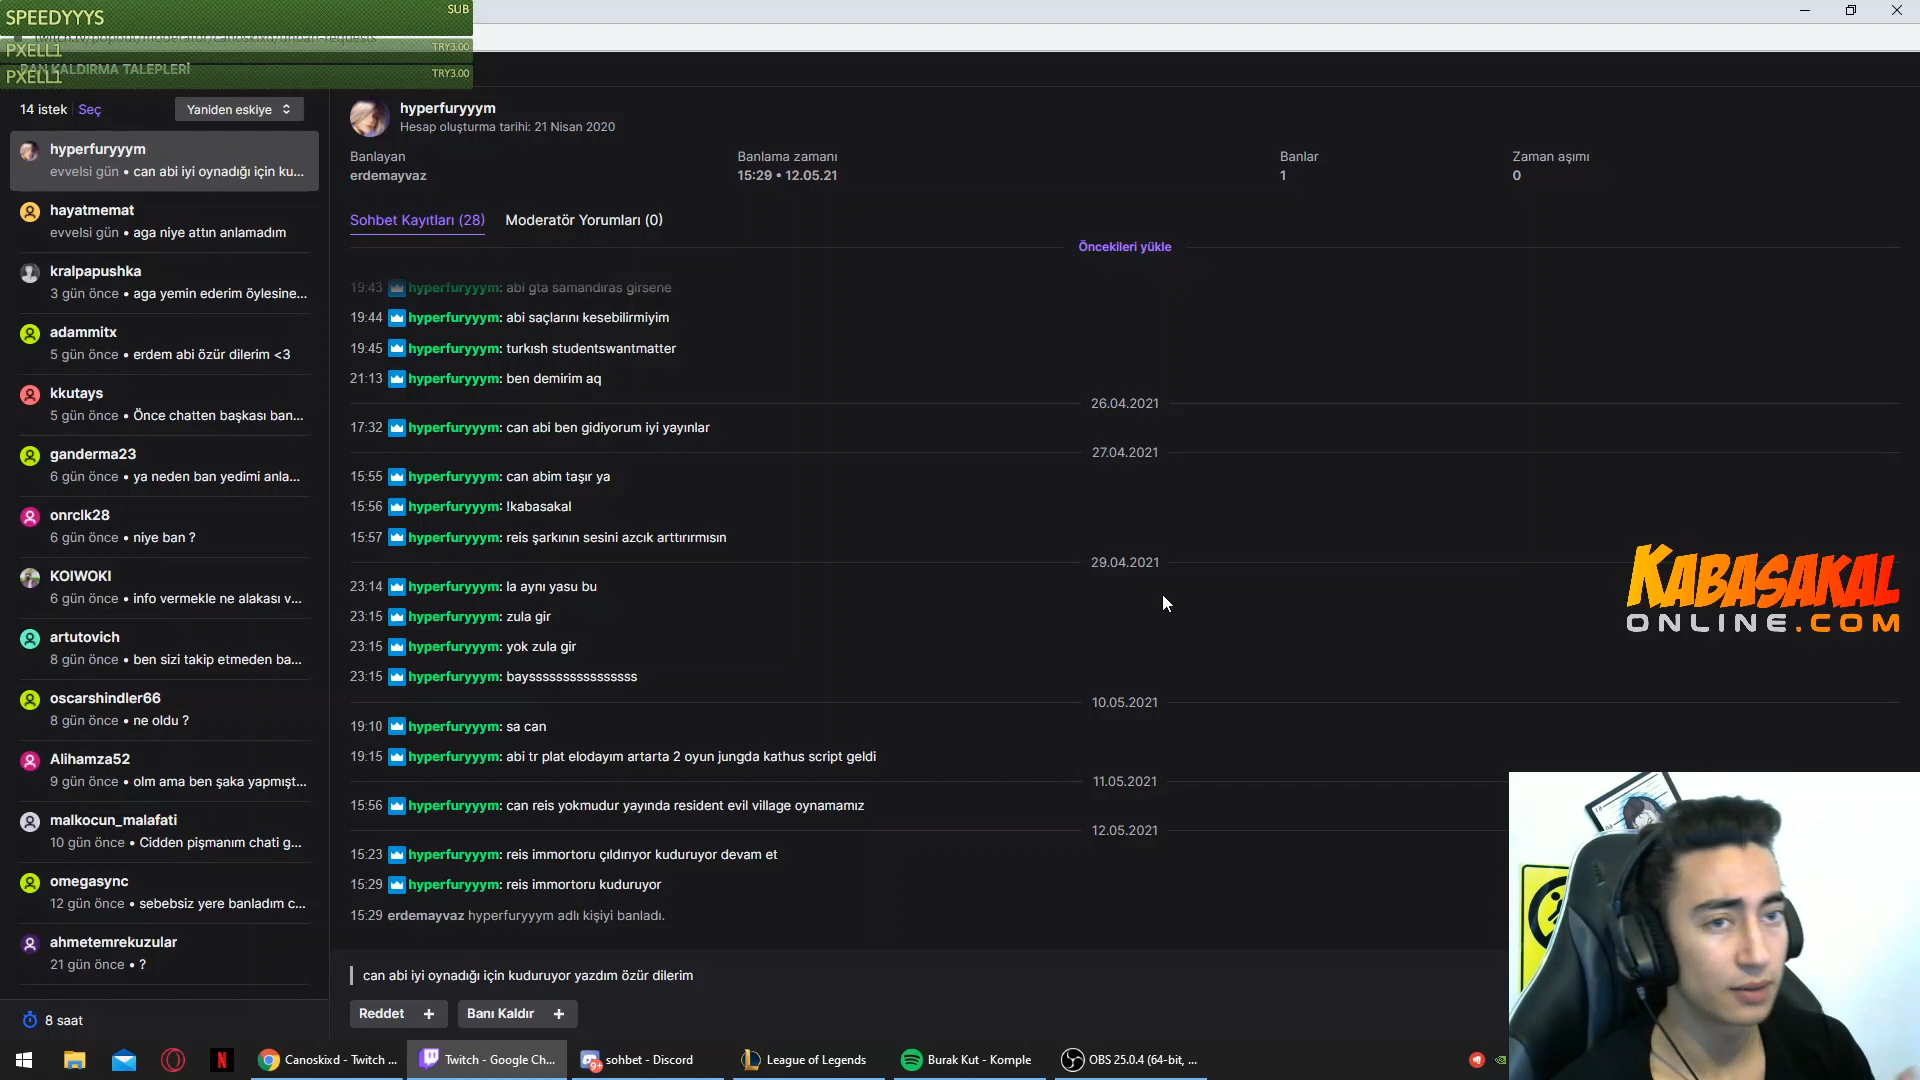 SPEEDYYYS SUB
PXELL1 TRY3.00
BAN KALDIRMA TALEPLERİ
PXELL1 TRY3.00
14 istek Seç Yaniden eskiye
hyperfuryyym
evvelsi gün • can abi iyi oynadığı için ku...
hayatmemat
evvelsi gün • aga niye attın anlamadım
kralpapushka
3 gün önce • aga yemin ederim öylesine...
adammitx
5 gün önce • erdem abi özür dilerim <3
kkutays
5 gün önce • Önce chatten başkası ban...
ganderma23
6 gün önce • ya neden ban yedimi anla...
onrclk28
6 gün önce • niye ban ?
KOIWOKI
6 gün önce • info vermekle ne alakası v...
artutovich
8 gün önce • ben sizi takip etmeden ba...
oscarshindler66
8 gün önce • ne oldu ?
Alihamza52
9 gün önce • olm ama ben şaka yapmışt...
malkocun_malafati
10 gün önce • Cidden pişmanım chati g...
omegasync
12 gün önce • sebebsiz yere banladım c...
ahmetemrekuzular
21 gün önce • ?
8 saat
hyperfuryyym
Hesap oluşturma tarihi: 21 Nisan 2020
Banlayan Banlama zamanı Banlar Zaman aşımı
erdemayvaz 15:29 • 12.05.21 1 0
Sohbet Kayıtları (28) Moderatör Yorumları (0)
Öncekileri yükle
19:43 hyperfuryyym: abi gta samandıras girsene
19:44 hyperfuryyym: abi saçlarını kesebilirmiyim
19:45 hyperfuryyym: turkısh studentswantmatter
21:13 hyperfuryyym: ben demirim aq
26.04.2021
17:32 hyperfuryyym: can abi ben gidiyorum iyi yayınlar
27.04.2021
15:55 hyperfuryyym: can abim taşır ya
15:56 hyperfuryyym: !kabasakal
15:57 hyperfuryyym: reis şarkının sesini azcık arttırırmısın
29.04.2021
23:14 hyperfuryyym: la aynı yasu bu
23:15 hyperfuryyym: zula gir
23:15 hyperfuryyym: yok zula gir
23:15 hyperfuryyym: baysssssssssssssssss
10.05.2021
19:10 hyperfuryyym: sa can
19:15 hyperfuryyym: abi tr plat elodayım artarta 2 oyun jungda kathus script geldi
11.05.2021
15:56 hyperfuryyym: can reis yokmudur yayında resident evil village oynamamız
12.05.2021
15:23 hyperfuryyym: reis immortoru çıldırıyor kuduruyor devam et
15:29 hyperfuryyym: reis immortoru kuduruyor
15:29 erdemayvaz hyperfuryyym adlı kişiyi banladı.
can abi iyi oynadığı için kuduruyor yazdım özür dilerim
Reddet + Banı Kaldır +
KABASAKAL
ONLINE.COM
Canoskixd - Twitch ... Twitch - Google Ch... 9+ sohbet - Discord League of Legends Burak Kut - Komple OBS 25.0.4 (64-bit, ...